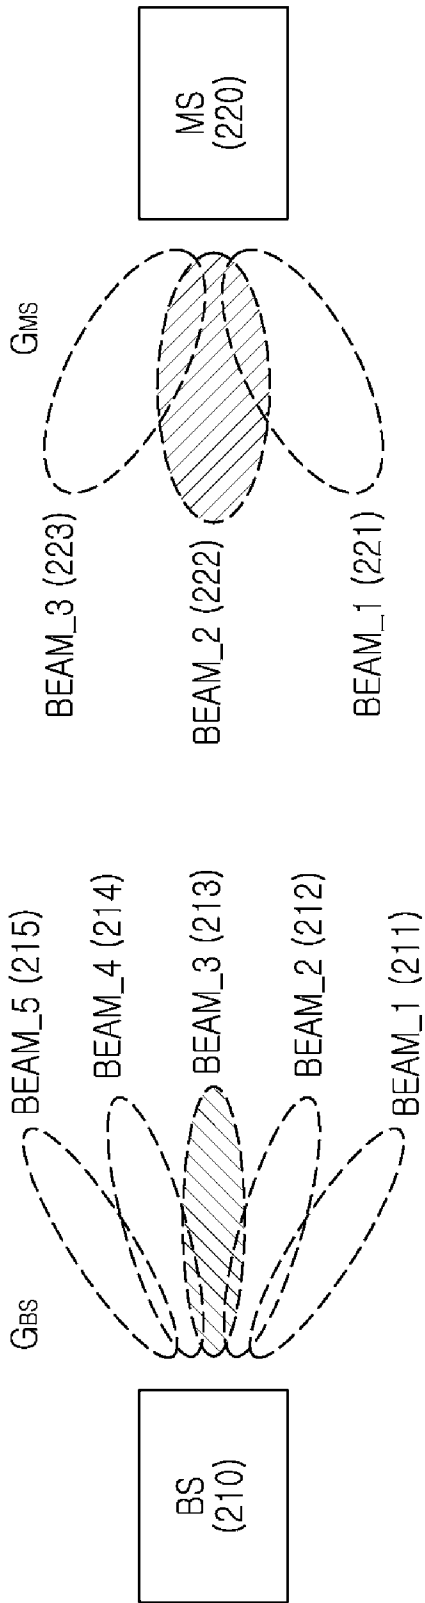 BS
(210)
GBS
BEAM_5 (215)
BEAM_4 (214)
BEAM_3 (213)
BEAM_2 (212)
BEAM_1 (211)
GMS
BEAM_3 (223)
BEAM_2 (222)
BEAM_1 (221)
MS
(220)